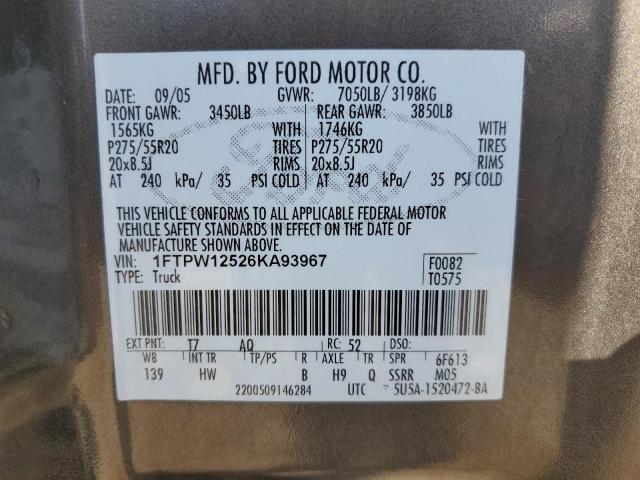 MFD. BY FORD MOTOR CO.
DATE: 09/05 GVWR: 7050LB/ 3198KG
FRONT GAWR: 3450LB REAR GAWR: 3850LB
1565KG WITH 1746KG WITH
P275/55R20 TIRES P275/55R20 TIRES
20x8.5J RIMS 20x8.5J RIMS
AT 240 kPa/ 35 PSI COLD AT 240 kPa/ 35 PSI COLD
THIS VEHICLE CONFORMS TO ALL APPLICABLE FEDERAL MOTOR
VEHICLE SAFETY STANDARDS IN EFFECT ON THE DATE OF
MANUFACTURE SHOWN ABOVE.
VIN: 1FTPW12526KA93967 F0082
TYPE: Truck T0575
EXT PNT: T7 AQ RC: 52 DSO:
WB INT TR TP/PS R AXLE TR SPR 6F613
139 HW B H9 Q SSRR M05
2200509146284 UTC 5U5A-1520472-BA